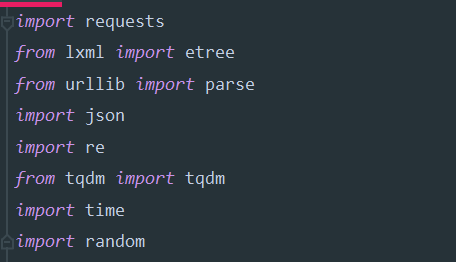 import requests
from lxml import etree
from urllib import parse
import json
import re
from tqdm import tqdm
import time
import random